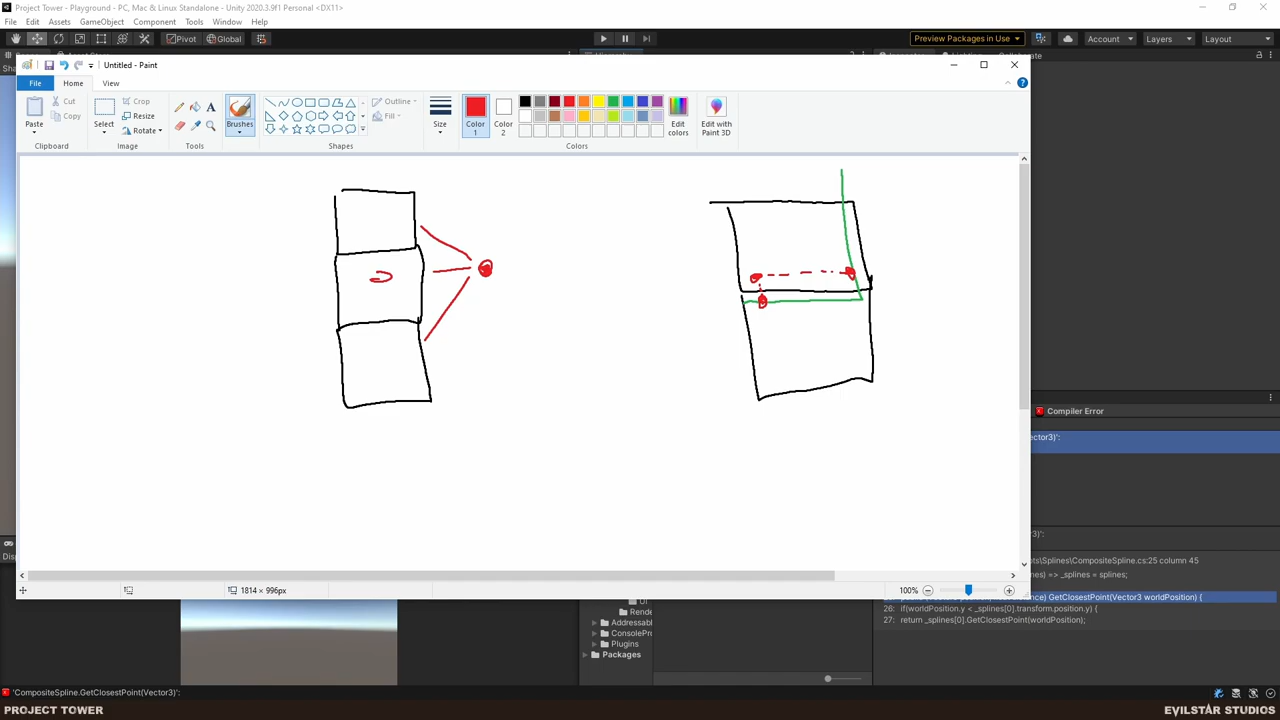 Project Tower - Playground - PC, Mac & Linux Standalone - Unity 2020.3.9f1 Personal <DX11>
File Edit Assets GameObject Component Tools Window Help
Pivot Global Preview Packages in Use Account Layers Layout
Untitled - Paint
File Home View
Paste Cut Copy Select Crop Resize Rotate Brushes Outline Fill Size Color 1 Color 2 Edit colors Edit with Paint 3D
Clipboard Image Tools Shapes Colors
Compiler Error
ector3)':
3)':
ts\Splines\CompositeSpline.cs:25 column 45
nes) => _splines = splines;
GetClosestPoint(Vector3 worldPosition) {
26: if(worldPosition.y < _splines[0].transform.position.y) {
27: return _splines[0].GetClosestPoint(worldPosition);
1814 × 996px 100%
Addressabl
ConsolePro
Plugins
Packages
'CompositeSpline.GetClosestPoint(Vector3)':
PROJECT TOWER EVILSTAR STUDIOS